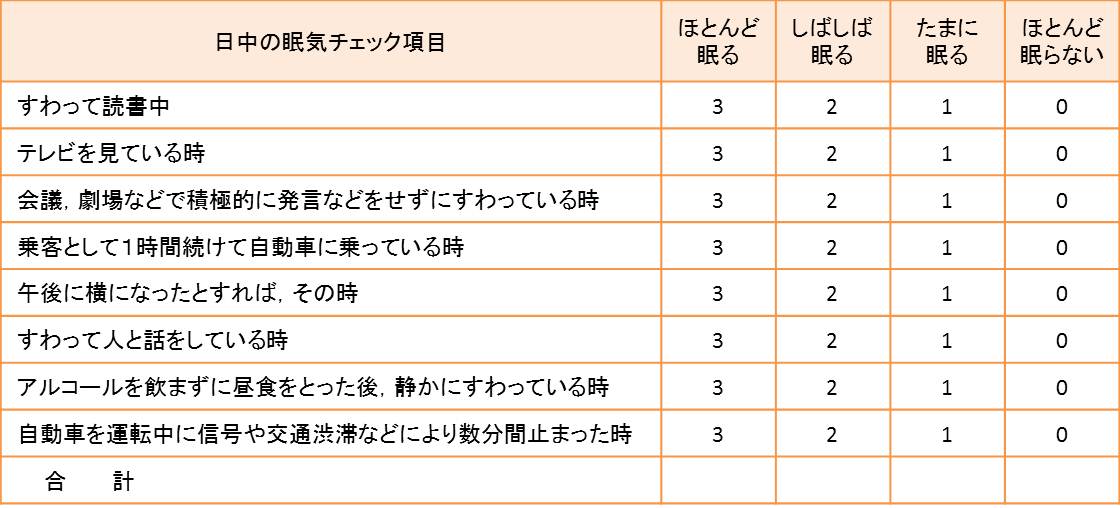 日中の眠気チェック項目 ほとんど眠る しばしば眠る たまに眠る ほとんど眠らない
すわって読書中 3 2 1 0
テレビを見ている時 3 2 1 0
会議，劇場などで積極的に発言などをせずにすわっている時 3 2 1 0
乗客として１時間続けて自動車に乗っている時 3 2 1 0
午後に横になったとすれば，その時 3 2 1 0
すわって人と話をしている時 3 2 1 0
アルコールを飲まずに昼食をとった後，静かにすわっている時 3 2 1 0
自動車を運転中に信号や交通渋滞などにより数分間止まった時 3 2 1 0
合　計